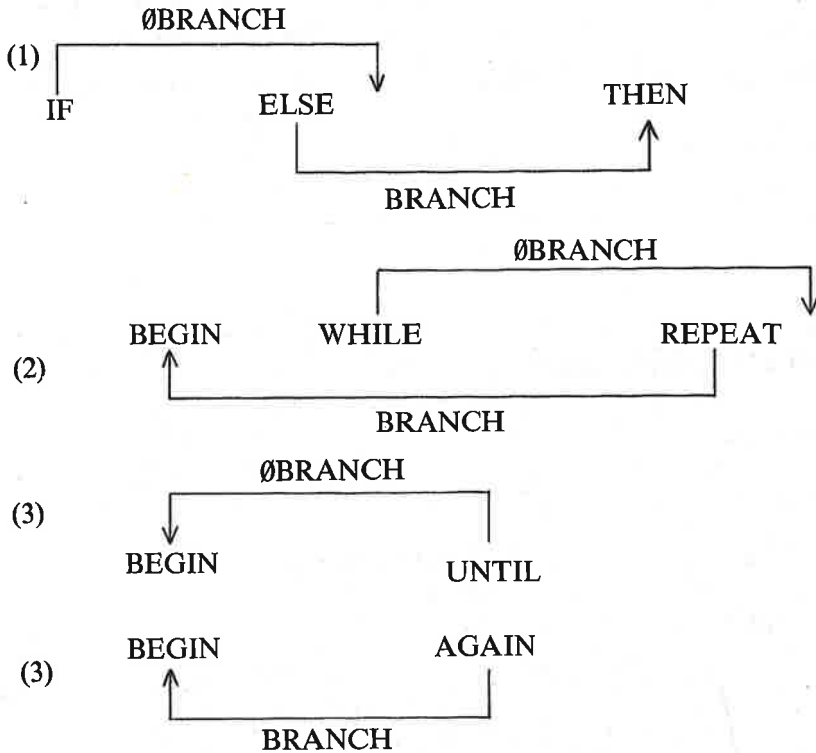 ØBRANCH
(1)
IF ELSE THEN
BRANCH
ØBRANCH
BEGIN WHILE REPEAT
(2)
BRANCH
ØBRANCH
(3)
BEGIN UNTIL
BEGIN AGAIN
(3)
BRANCH